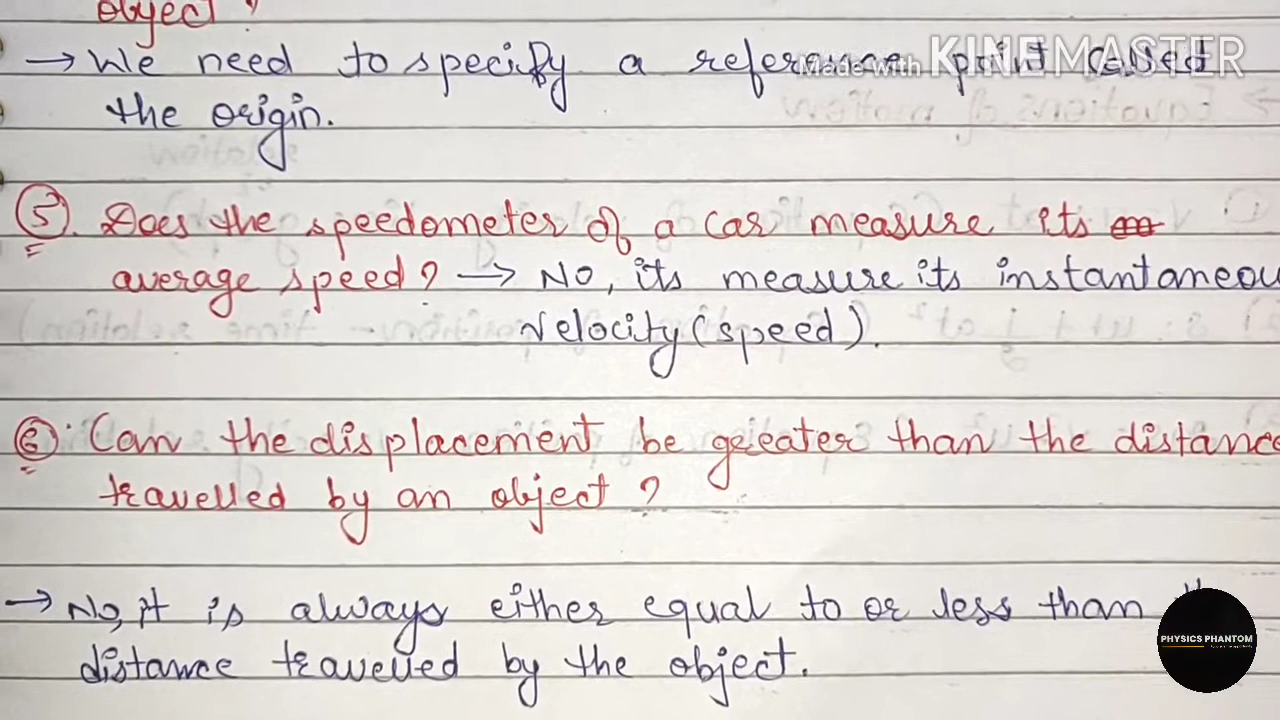 object ?
→ We need to specify a reference point called
Made with KINEMASTER
the origin.
5. Does the speedometer of a car measure its
average speed? → No, its measure its instantaneou
Velocity (speed).
6. Can the displacement be greater than the distance
travelled by an object ?
→ No, it is always either equal to or less than
PHYSICS PHANTOM
distance travelled by the object.